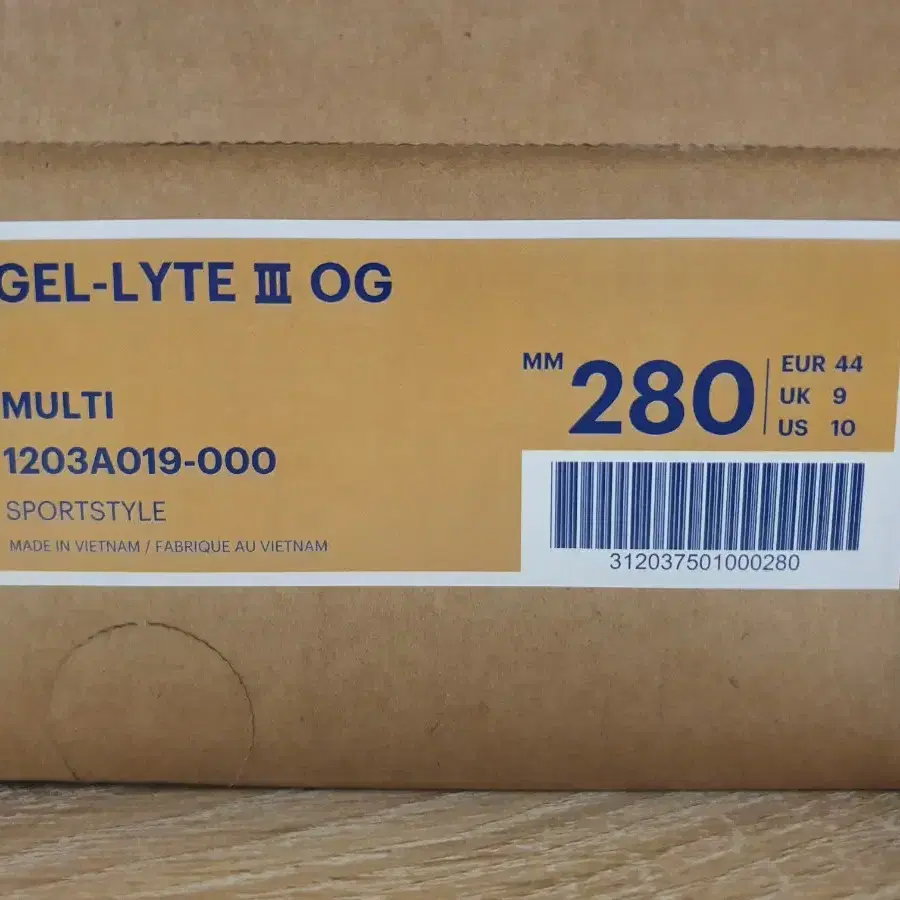 GEL-LYTE III OG
MULTI
1203A019-000
SPORTSTYLE
MADE IN VIETNAM / FABRIQUE AU VIETNAM
MM 280
EUR 44
UK 9
US 10
312037501000280